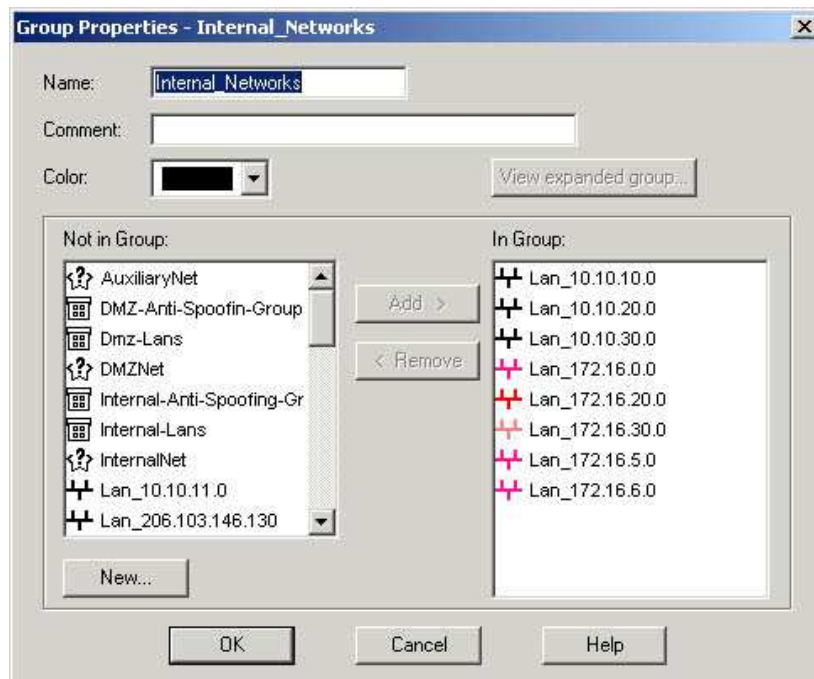 Group Properties - Internal_Networks
Name: Internal_Networks
Comment:
Color:
View expanded group...
Not in Group:
AuxiliaryNet
DMZ-Anti-Spoofin-Group
Dmz-Lans
DMZNet
Internal-Anti-Spoofing-Gr
Internal-Lans
InternalNet
Lan_10.10.11.0
Lan_206.103.146.130
New...
Add >
< Remove
In Group:
Lan_10.10.10.0
Lan_10.10.20.0
Lan_10.10.30.0
Lan_172.16.0.0
Lan_172.16.20.0
Lan_172.16.30.0
Lan_172.16.5.0
Lan_172.16.6.0
OK
Cancel
Help